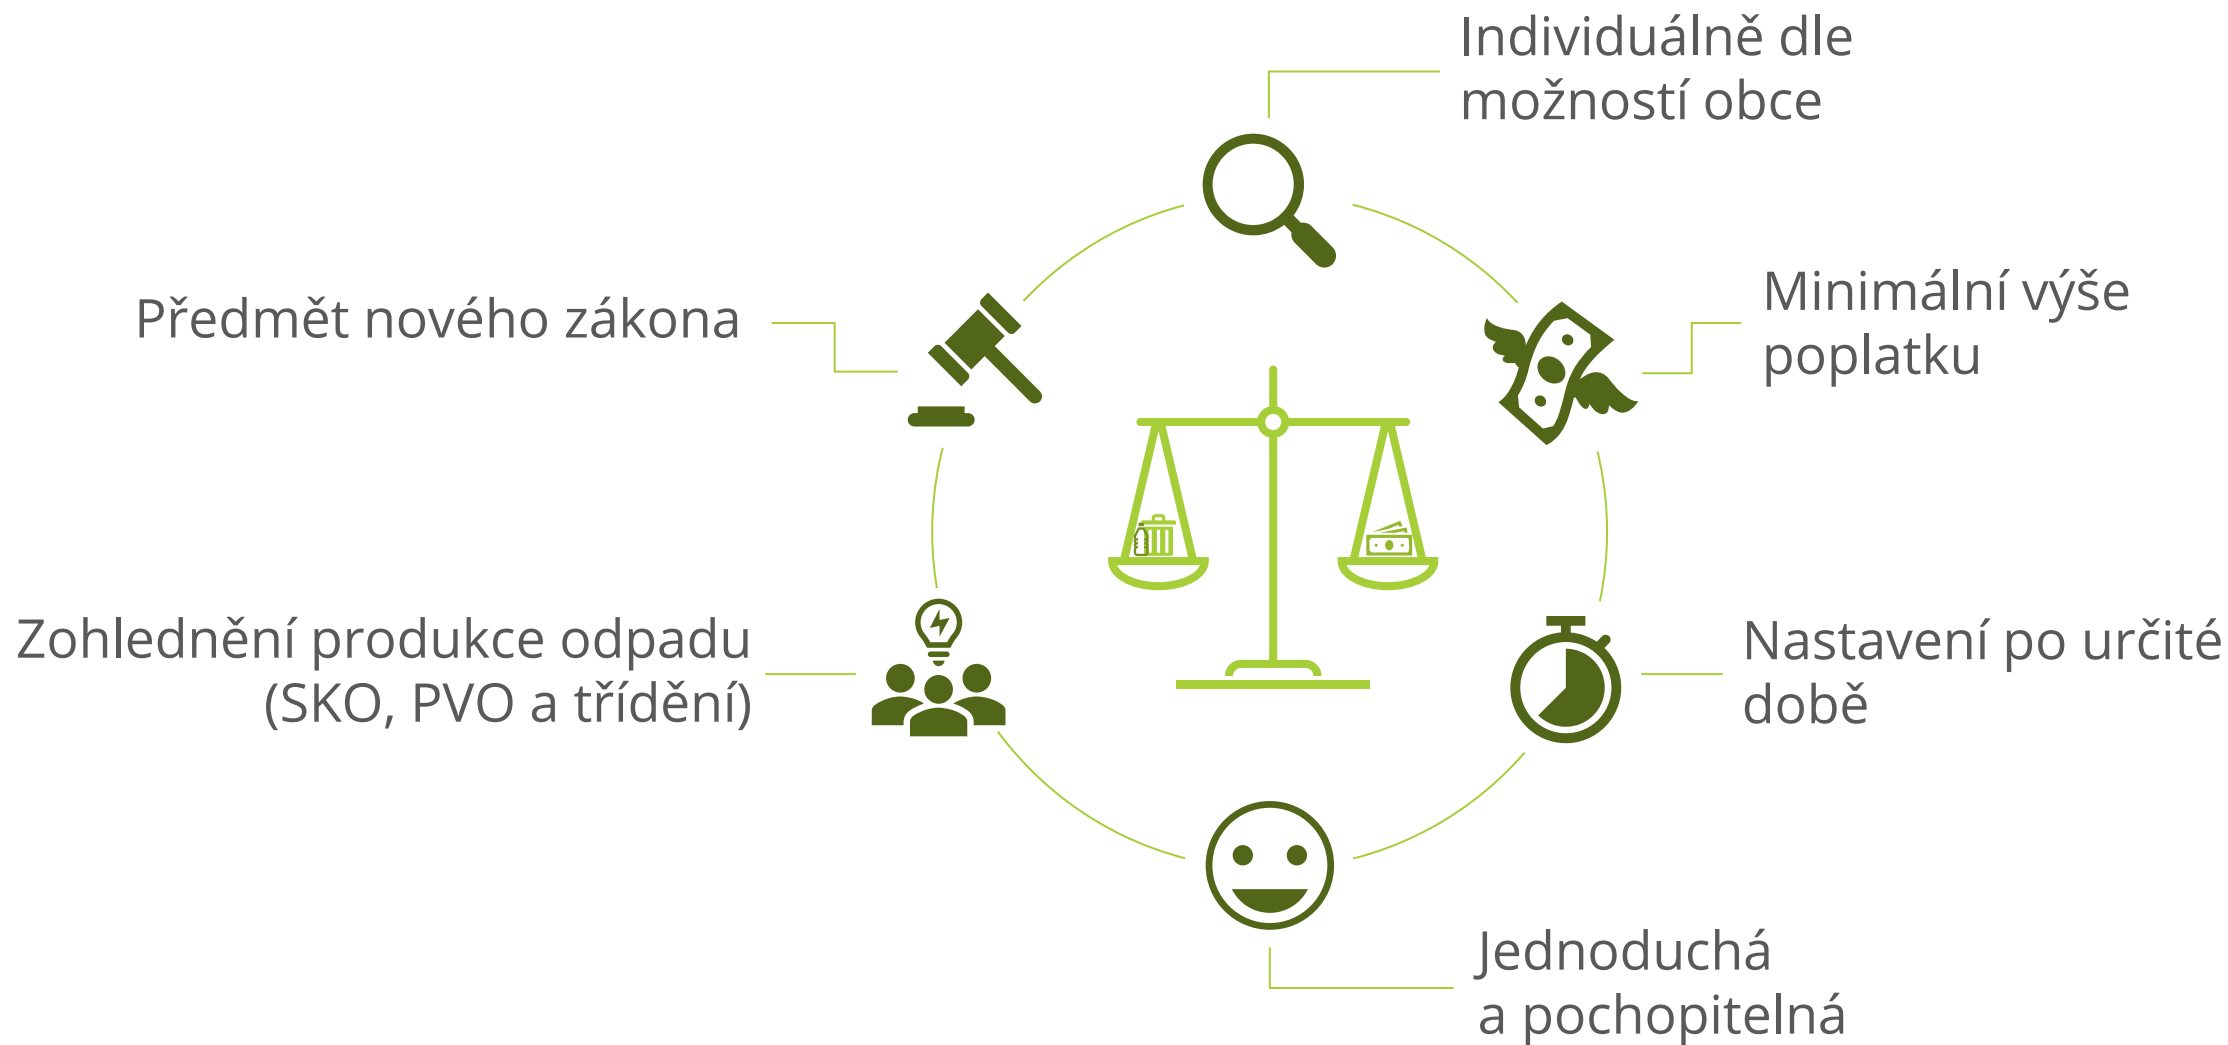 Individuálně dle
možností obce
Minimální výše
poplatku
Nastavení po určité
době
Jednoduchá
a pochopitelná
Zohlednění produkce odpadu
(SKO, PVO a třídění)
Předmět nového zákona